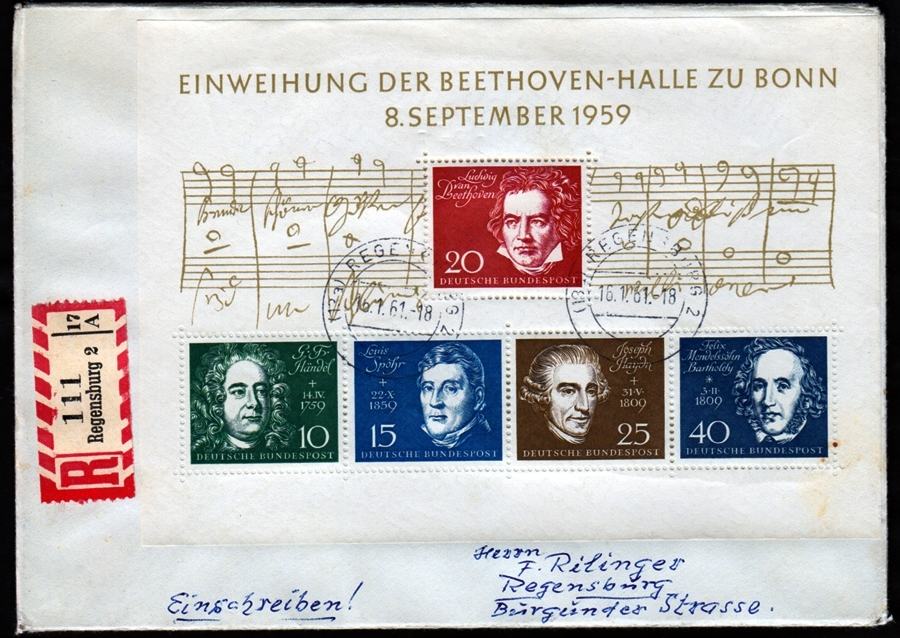 EINWEIHUNG DER BEETHOVEN-HALLE ZU BONN
8. SEPTEMBER 1959
Ludwig
van
Beethoven
20
DEUTSCHE BUNDESPOST
16.1.61.-18
16.1.61.-18
17
A
111
Regensburg 2
R
G. Fr.
Händel
+
14.IV.
1759
10
DEUTSCHE BUNDESPOST
Louis
Spohr
+
22·X·
1859
15
DEUTSCHE BUNDESPOST
Joseph
Haydn
+
31·V·
1809
25
DEUTSCHE BUNDESPOST
Felix
Mendelssohn
Bartholdy
*
3·II·
1809
40
DEUTSCHE BUNDESPOST
Einschreiben!
Herrn
F. Rilinger
Regensburg
Burgunder Strasse.